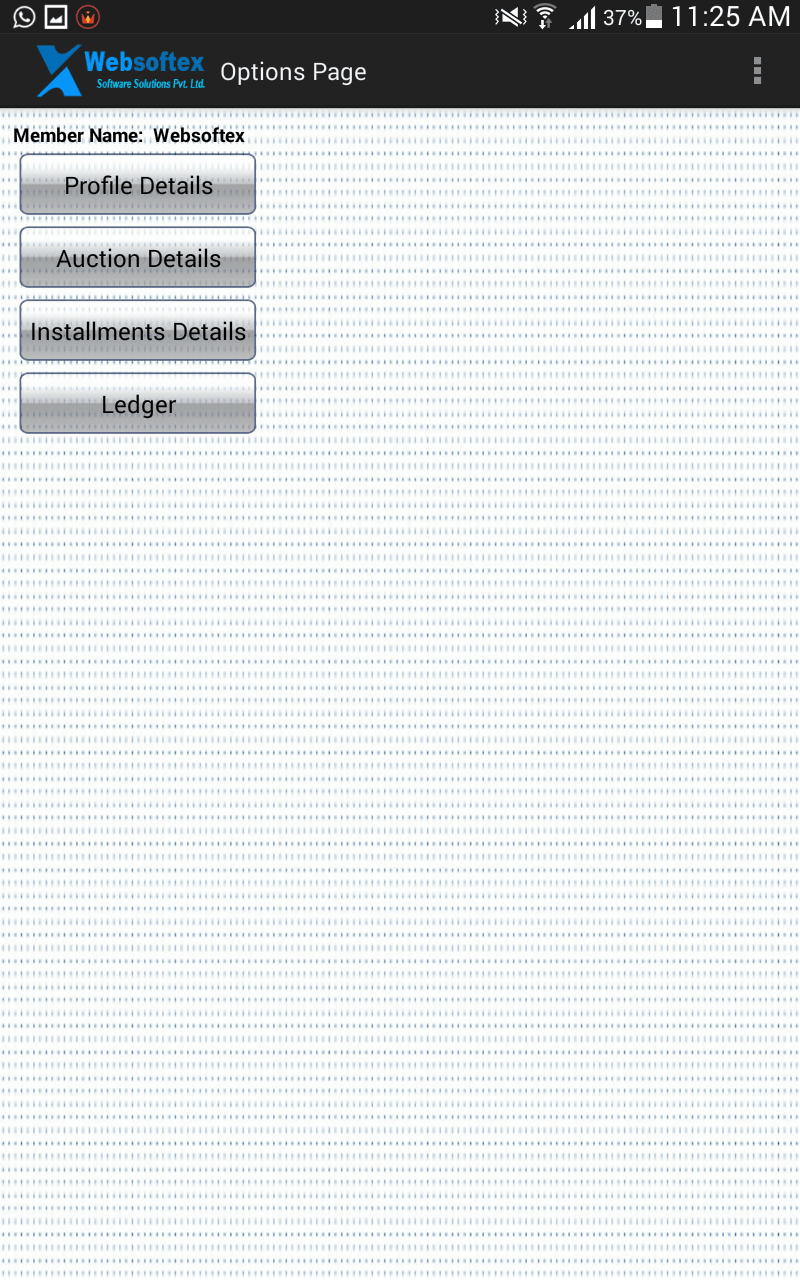 37% 11:25 AM
Websoftex
Software Solutions Pvt. Ltd.
Options Page
Member Name: Websoftex
Profile Details
Auction Details
Installments Details
Ledger